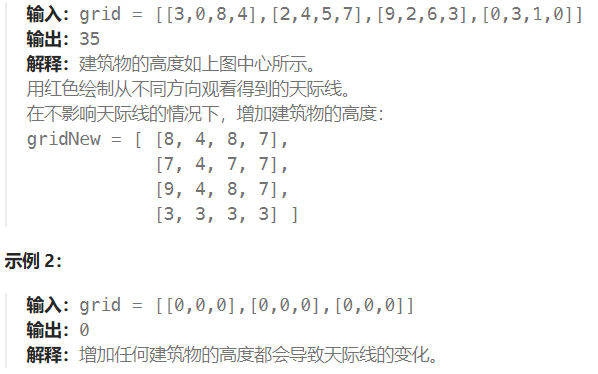 输入：grid = [[3,0,8,4],[2,4,5,7],[9,2,6,3],[0,3,1,0]]
输出：35
解释：建筑物的高度如上图中心所示。
用红色绘制从不同方向观看得到的天际线。
在不影响天际线的情况下，增加建筑物的高度：
gridNew = [ [8, 4, 8, 7],
            [7, 4, 7, 7],
            [9, 4, 8, 7],
            [3, 3, 3, 3] ]
示例 2：
输入：grid = [[0,0,0],[0,0,0],[0,0,0]]
输出：0
解释：增加任何建筑物的高度都会导致天际线的变化。